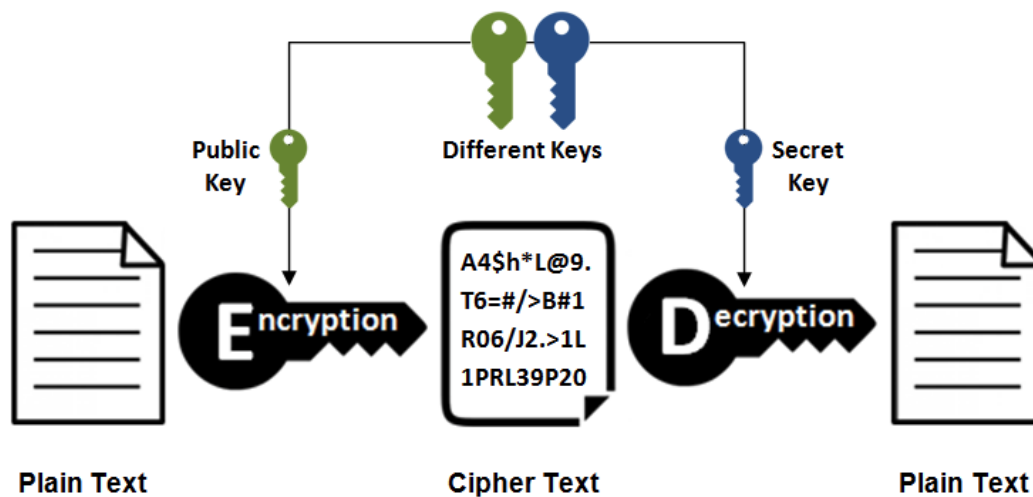 Public
Key
Different Keys
Secret
Key
Encryption
A4$h*L@9.
T6=#/>B#1
R06/J2.>1L
1PRL39P20
Decryption
Plain Text
Cipher Text
Plain Text